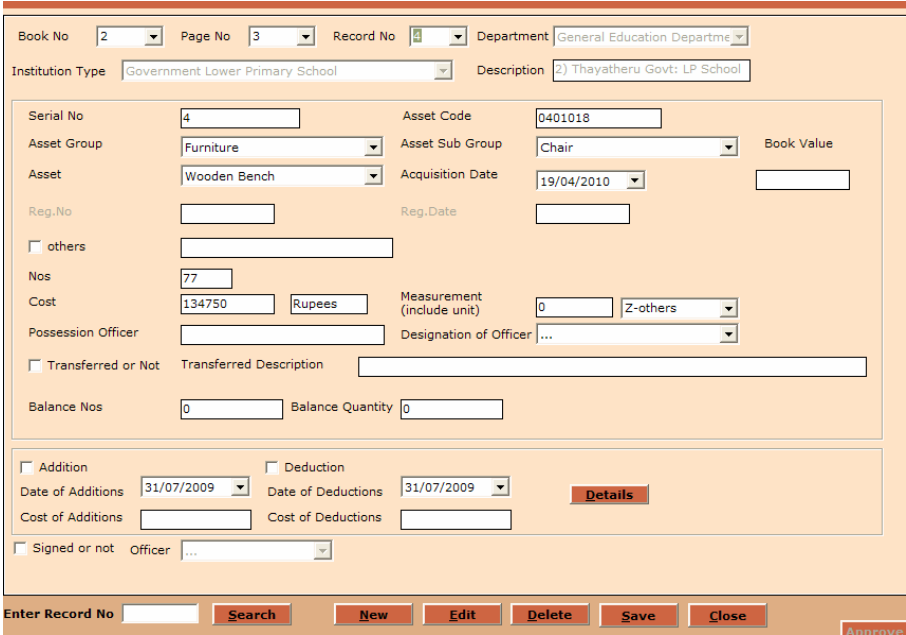 Book No 2 Page No 3 Record No 4 Department General Education Departme
Institution Type Government Lower Primary School Description 2) Thayatheru Govt: LP School
Serial No 4 Asset Code 0401018
Asset Group Furniture Asset Sub Group Chair Book Value
Asset Wooden Bench Acquisition Date 19/04/2010
Reg.No Reg.Date
others
Nos 77
Cost 134750 Rupees Measurement (include unit) 0 Z-others
Possession Officer Designation of Officer ...
Transferred or Not Transferred Description
Balance Nos 0 Balance Quantity 0
Addition Deduction
Date of Additions 31/07/2009 Date of Deductions 31/07/2009 Details
Cost of Additions Cost of Deductions
Signed or not Officer ...
Enter Record No Search New Edit Delete Save Close
Approve